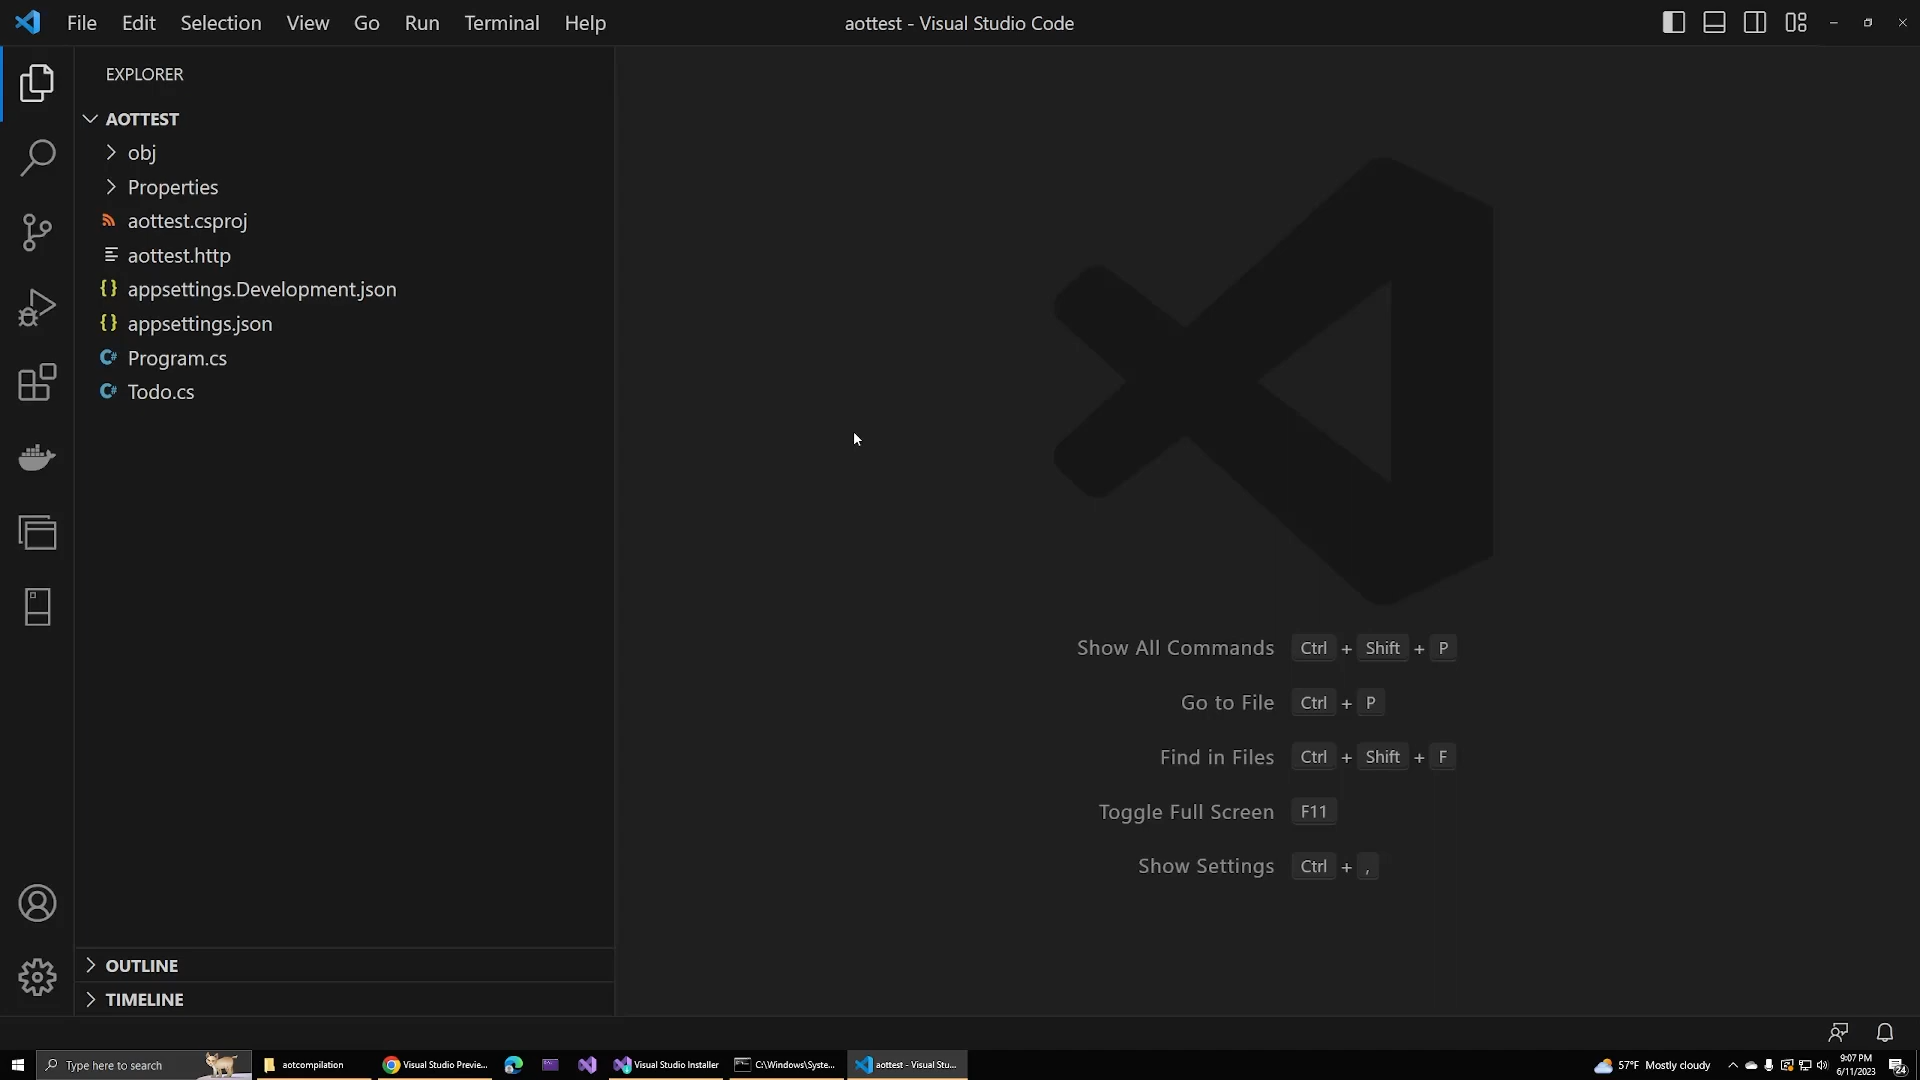 File Edit Selection View Go Run Terminal Help
aottest - Visual Studio Code
EXPLORER
AOTTEST
obj
Properties
aottest.csproj
aottest.http
{} appsettings.Development.json
{} appsettings.json
C# Program.cs
C# Todo.cs
Show All Commands Ctrl + Shift + P
Go to File Ctrl + P
Find in Files Ctrl + Shift + F
Toggle Full Screen F11
Show Settings Ctrl + ,
OUTLINE
TIMELINE
Type here to search
aotcompilation
Visual Studio Previe...
Visual Studio Installer
C:\Windows\Syste...
aottest - Visual Stu...
57°F Mostly cloudy
9:07 PM
6/11/2023
24